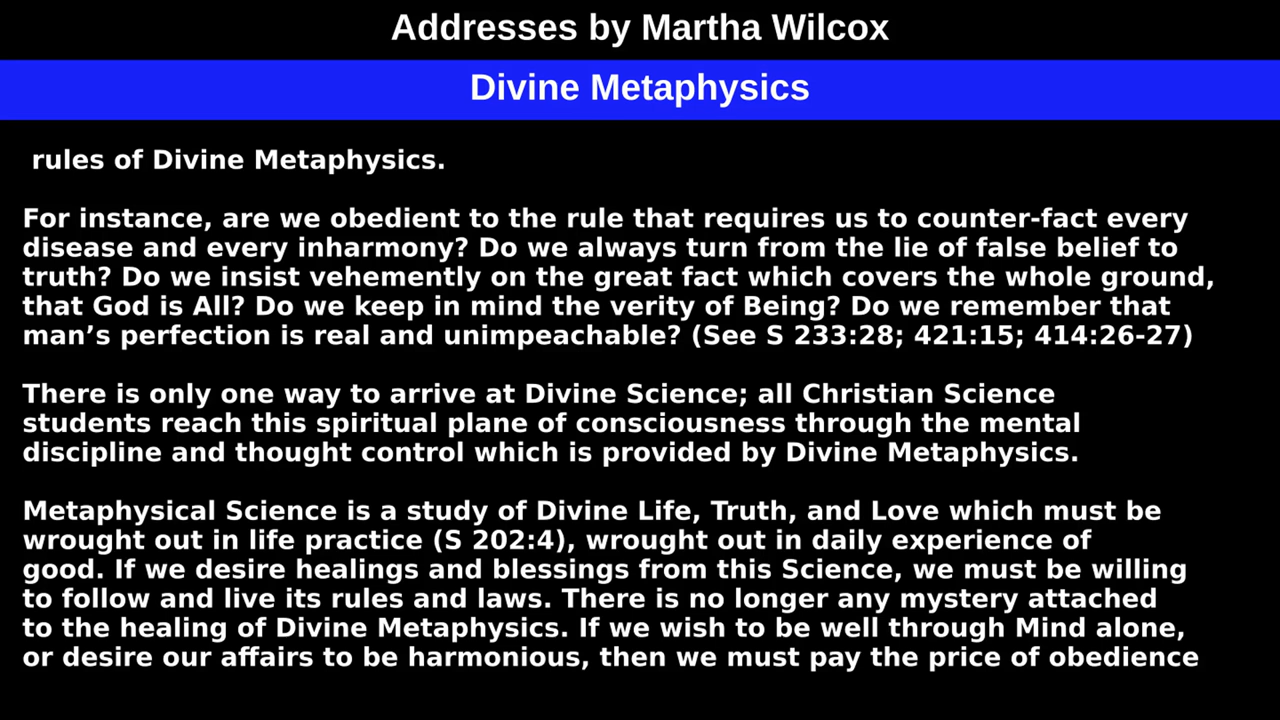 Addresses by Martha Wilcox
Divine Metaphysics
rules of Divine Metaphysics.
For instance, are we obedient to the rule that requires us to counter-fact every
disease and every inharmony? Do we always turn from the lie of false belief to
truth? Do we insist vehemently on the great fact which covers the whole ground,
that God is All? Do we keep in mind the verity of Being? Do we remember that
man’s perfection is real and unimpeachable? (See S 233:28; 421:15; 414:26-27)
There is only one way to arrive at Divine Science; all Christian Science
students reach this spiritual plane of consciousness through the mental
discipline and thought control which is provided by Divine Metaphysics.
Metaphysical Science is a study of Divine Life, Truth, and Love which must be
wrought out in life practice (S 202:4), wrought out in daily experience of
good. If we desire healings and blessings from this Science, we must be willing
to follow and live its rules and laws. There is no longer any mystery attached
to the healing of Divine Metaphysics. If we wish to be well through Mind alone,
or desire our affairs to be harmonious, then we must pay the price of obedience